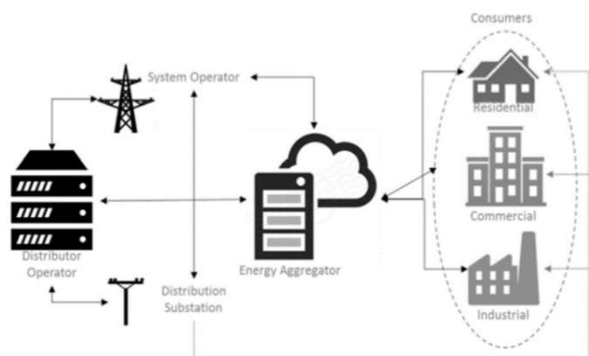 Consumers
System Operator
Residential
Commercial
Distributor
Operator
Energy Aggregator
Distribution
Substation
Industrial